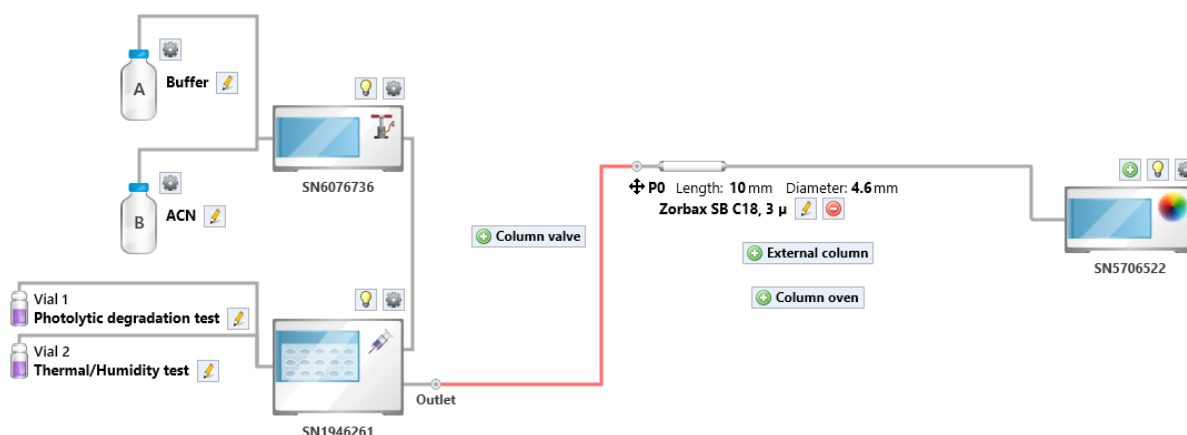 A
Buffer
SN6076736
B
ACN
P0 Length: 10 mm Diameter: 4.6 mm
Zorbax SB C18, 3 µ
Column valve
External column
Column oven
SN5706522
Vial 1
Photolytic degradation test
Vial 2
Thermal/Humidity test
Outlet
SN1946261